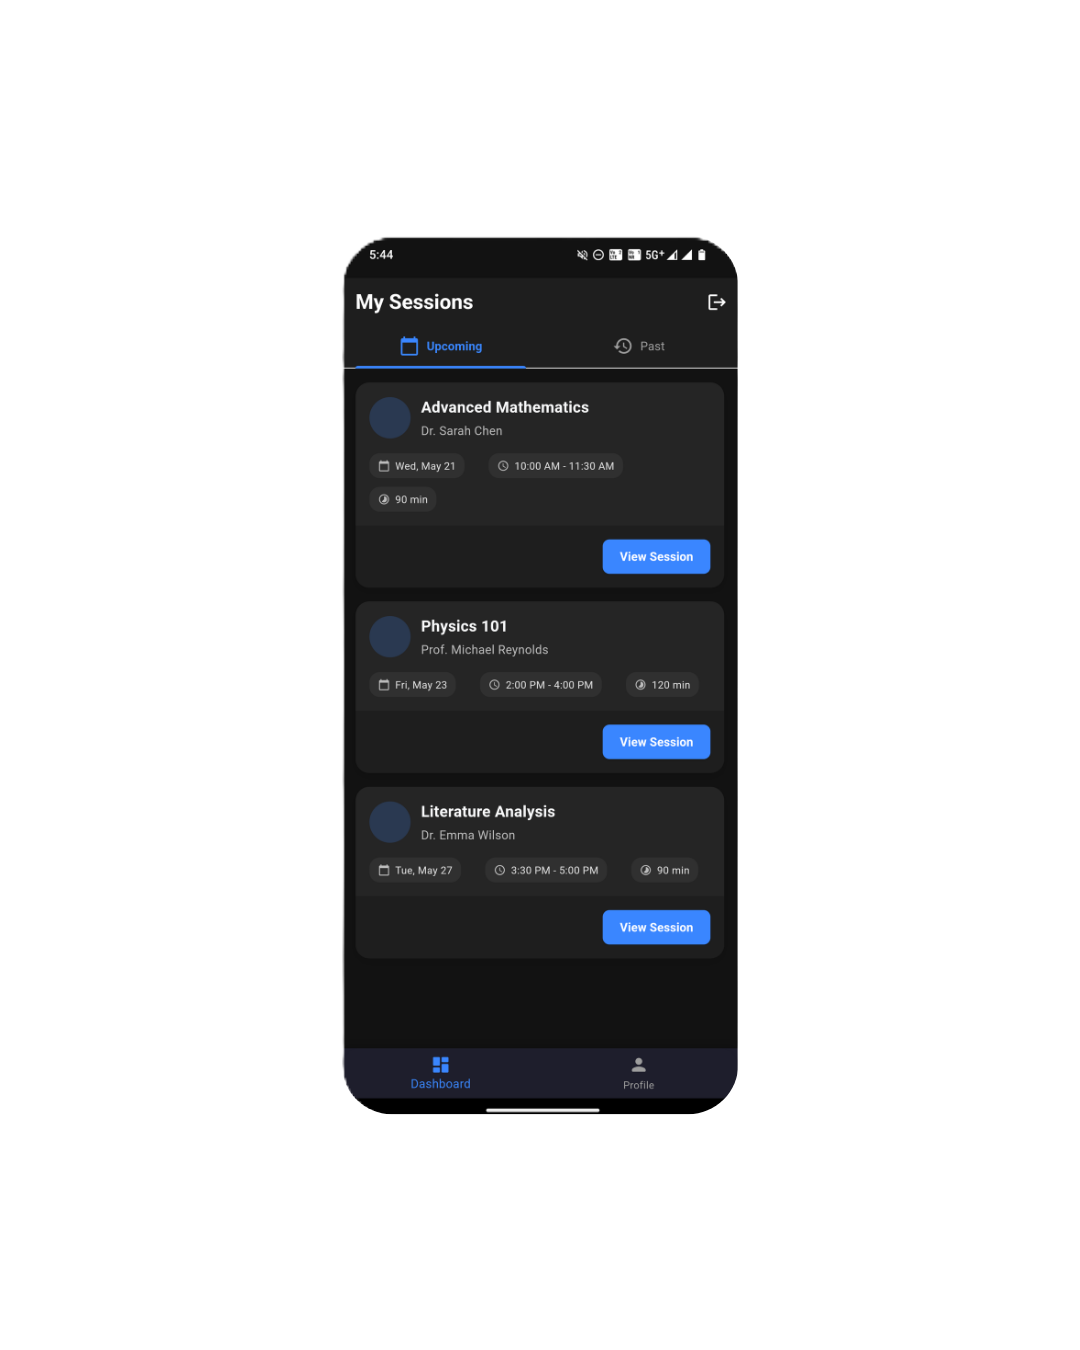 5:44 5G+
My Sessions
Upcoming Past
Advanced Mathematics
Dr. Sarah Chen
Wed, May 21 10:00 AM - 11:30 AM
90 min
View Session
Physics 101
Prof. Michael Reynolds
Fri, May 23 2:00 PM - 4:00 PM 120 min
View Session
Literature Analysis
Dr. Emma Wilson
Tue, May 27 3:30 PM - 5:00 PM 90 min
View Session
Dashboard Profile